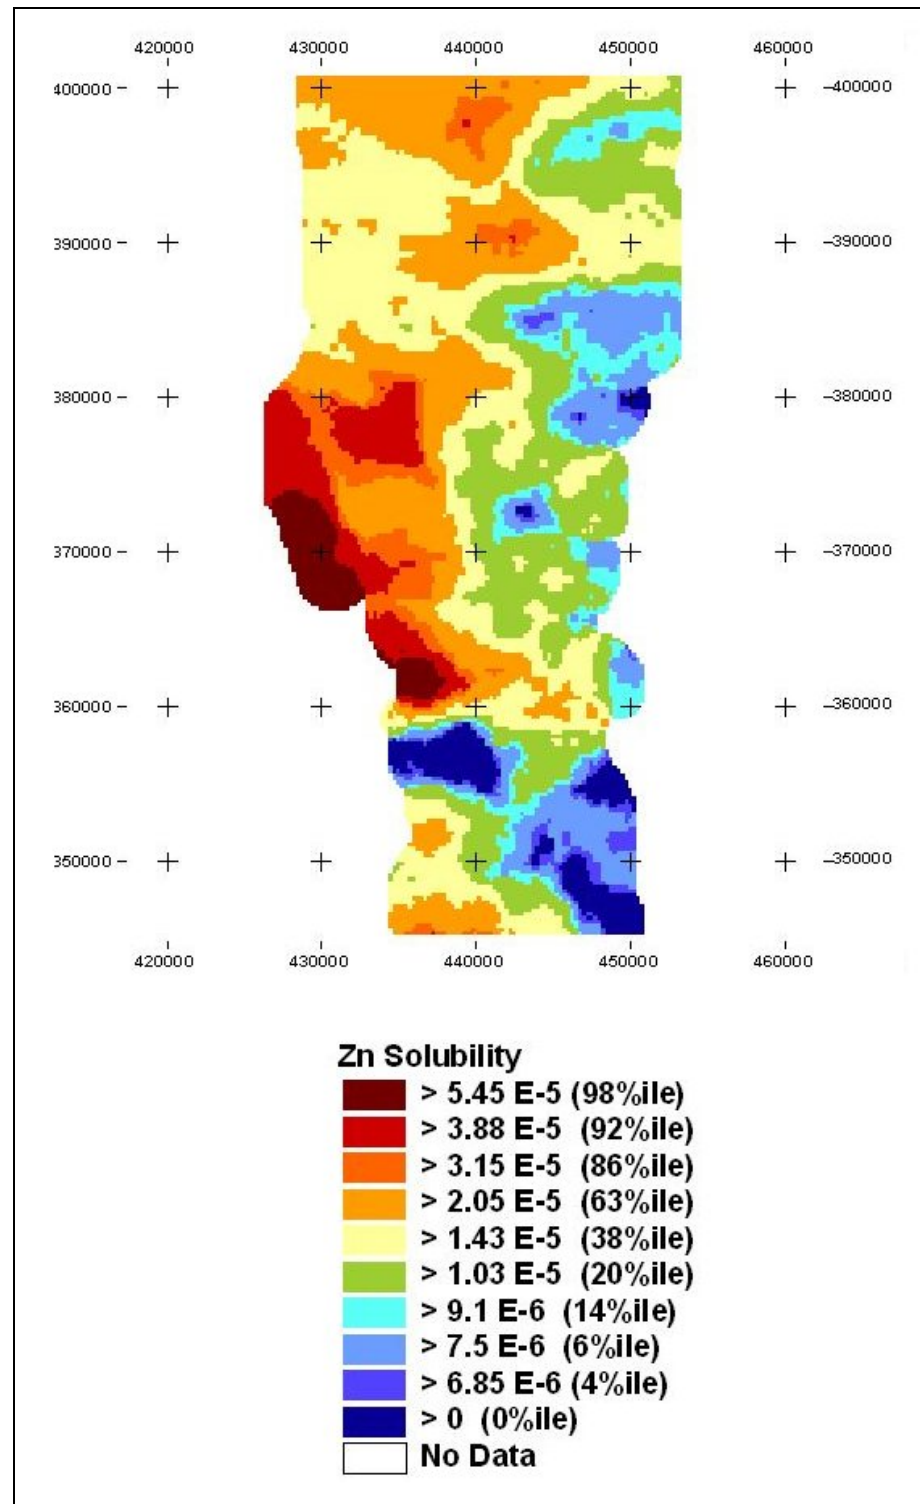 420000 430000 440000 450000 460000
400000 400000
390000 390000
380000 380000
370000 370000
360000 360000
350000 350000
420000 430000 440000 450000 460000
Zn Solubility
> 5.45 E-5 (98%ile)
> 3.88 E-5 (92%ile)
> 3.15 E-5 (86%ile)
> 2.05 E-5 (63%ile)
> 1.43 E-5 (38%ile)
> 1.03 E-5 (20%ile)
> 9.1 E-6 (14%ile)
> 7.5 E-6 (6%ile)
> 6.85 E-6 (4%ile)
> 0 (0%ile)
No Data